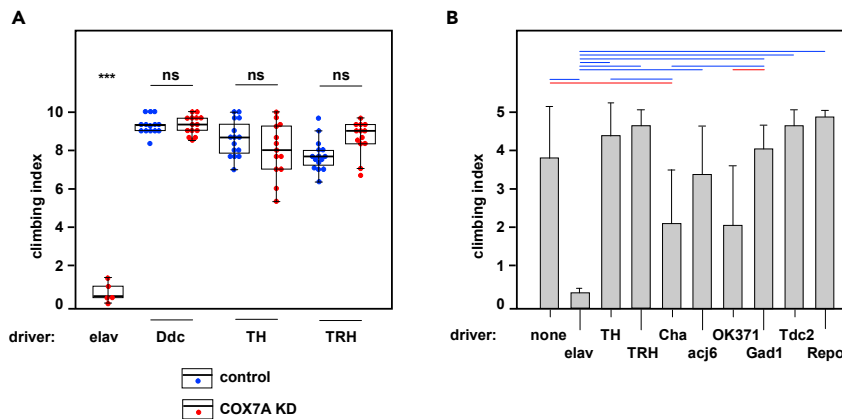 A
B
***
ns
ns
ns
climbing index
10
8
6
4
2
0
driver:
elav
Ddc
TH
TRH
control
COX7A KD
climbing index
5
4
3
2
1
0
driver:
none
TH
Cha
OK371
Tdc2
elav
TRH
acj6
Gad1
Repo